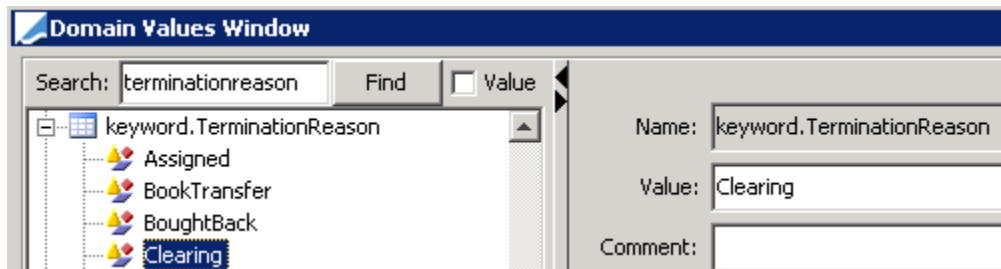 Domain Values Window
Search: terminationreason Find Value
keyword.TerminationReason
Assigned
BookTransfer
BoughtBack
Clearing
Name: keyword.TerminationReason
Value: Clearing
Comment: